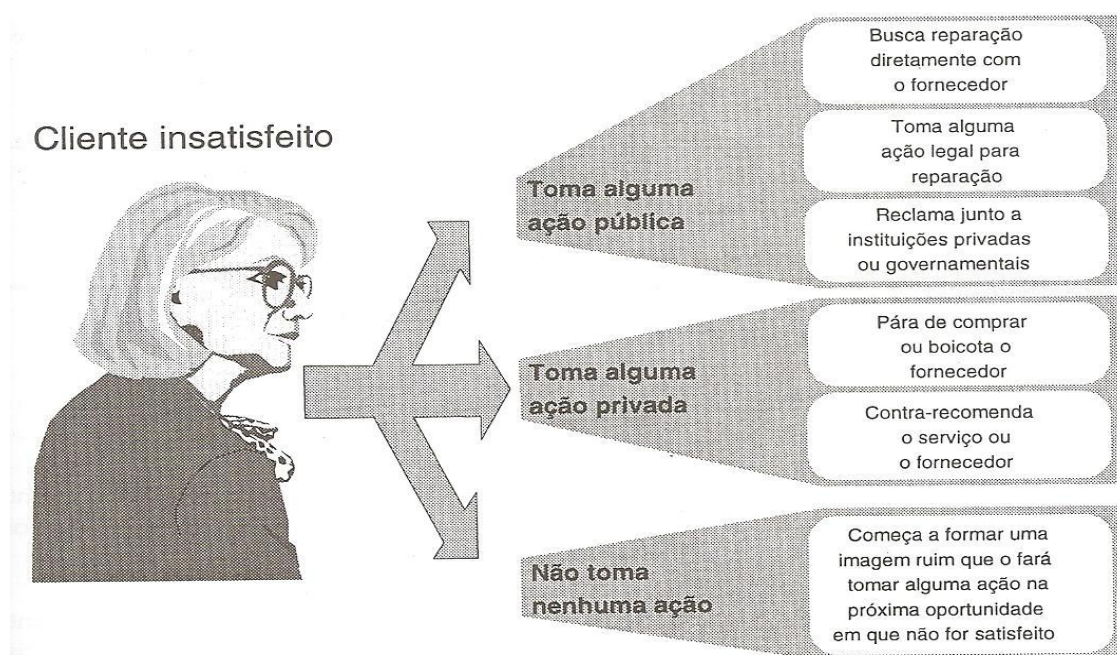 Cliente insatisfeito
Toma alguma
ação pública
Busca reparação
diretamente com
o fornecedor
Toma alguma
ação legal para
reparação
Reclama junto a
instituições privadas
ou governamentais
Toma alguma
ação privada
Pára de comprar
ou boicota o
fornecedor
Contra-recomenda
o serviço ou
o fornecedor
Não toma
nenhuma ação
Começa a formar uma
imagem ruim que o fará
tomar alguma ação na
próxima oportunidade
em que não for satisfeito